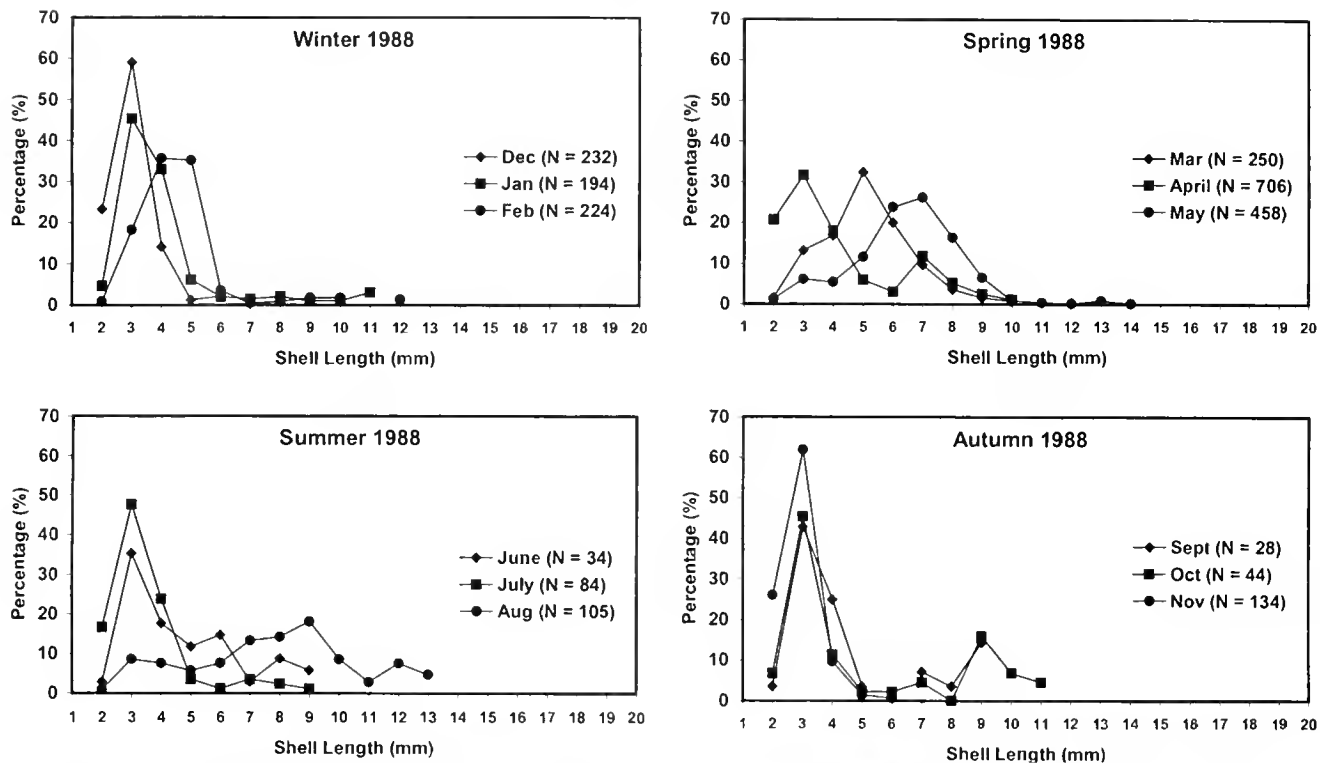 Winter 1988
Percentage (%)
70
60
50
40
30
20
10
0
Dec (N = 232)
Jan (N = 194)
Feb (N = 224)
1 2 3 4 5 6 7 8 9 10 11 12 13 14 15 16 17 18 19 20
Shell Length (mm)
Spring 1988
Percentage (%)
70
60
50
40
30
20
10
0
Mar (N = 250)
April (N = 706)
May (N = 458)
1 2 3 4 5 6 7 8 9 10 11 12 13 14 15 16 17 18 19 20
Shell Length (mm)
Summer 1988
Percentage (%)
70
60
50
40
30
20
10
0
June (N = 34)
July (N = 84)
Aug (N = 105)
1 2 3 4 5 6 7 8 9 10 11 12 13 14 15 16 17 18 19 20
Shell Length (mm)
Autumn 1988
Percentage (%)
70
60
50
40
30
20
10
0
Sept (N = 28)
Oct (N = 44)
Nov (N = 134)
1 2 3 4 5 6 7 8 9 10 11 12 13 14 15 16 17 18 19 20
Shell Length (mm)